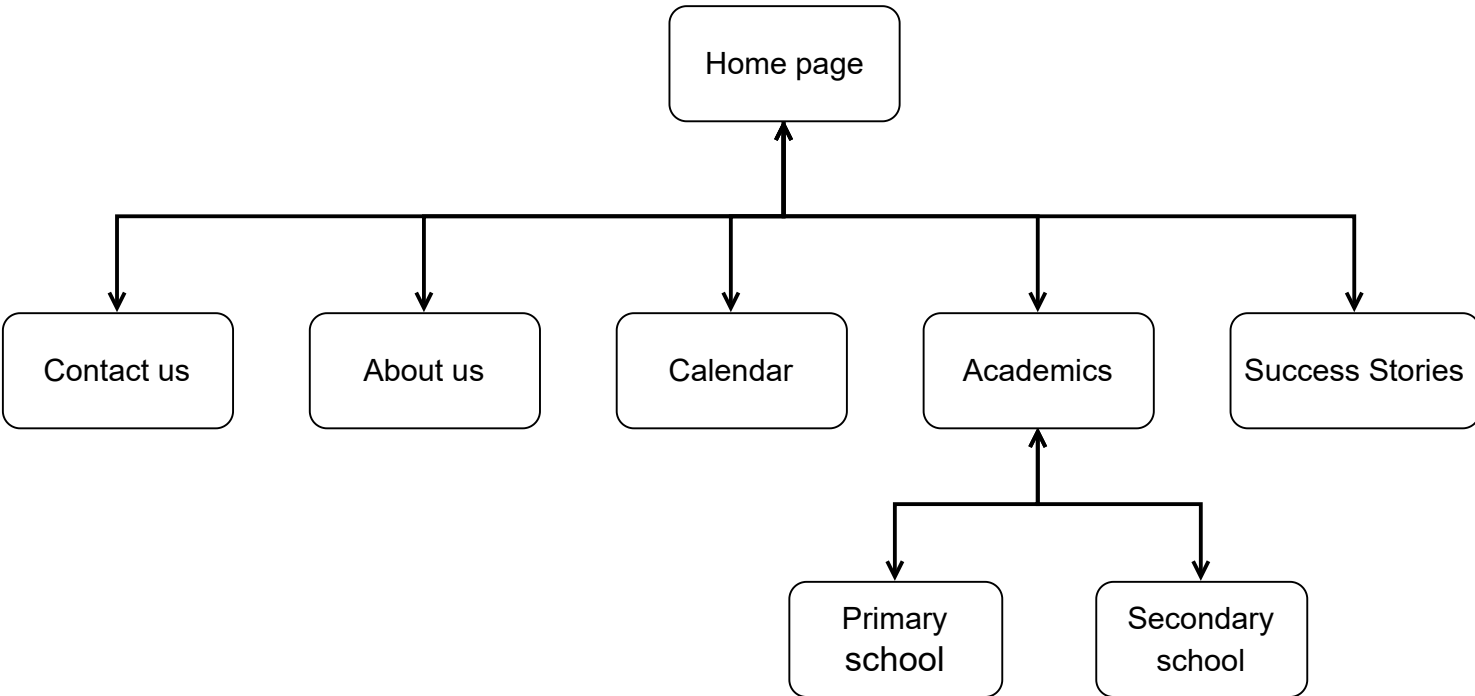 Home page
Contact us
About us
Calendar
Academics
Success Stories
Primary
school
Secondary
school